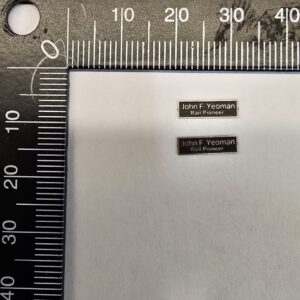 0 10 20 30 40
John F. Yeoman
Rail Pioneer
John F. Yeoman
Rail Pioneer
10
20
30
40